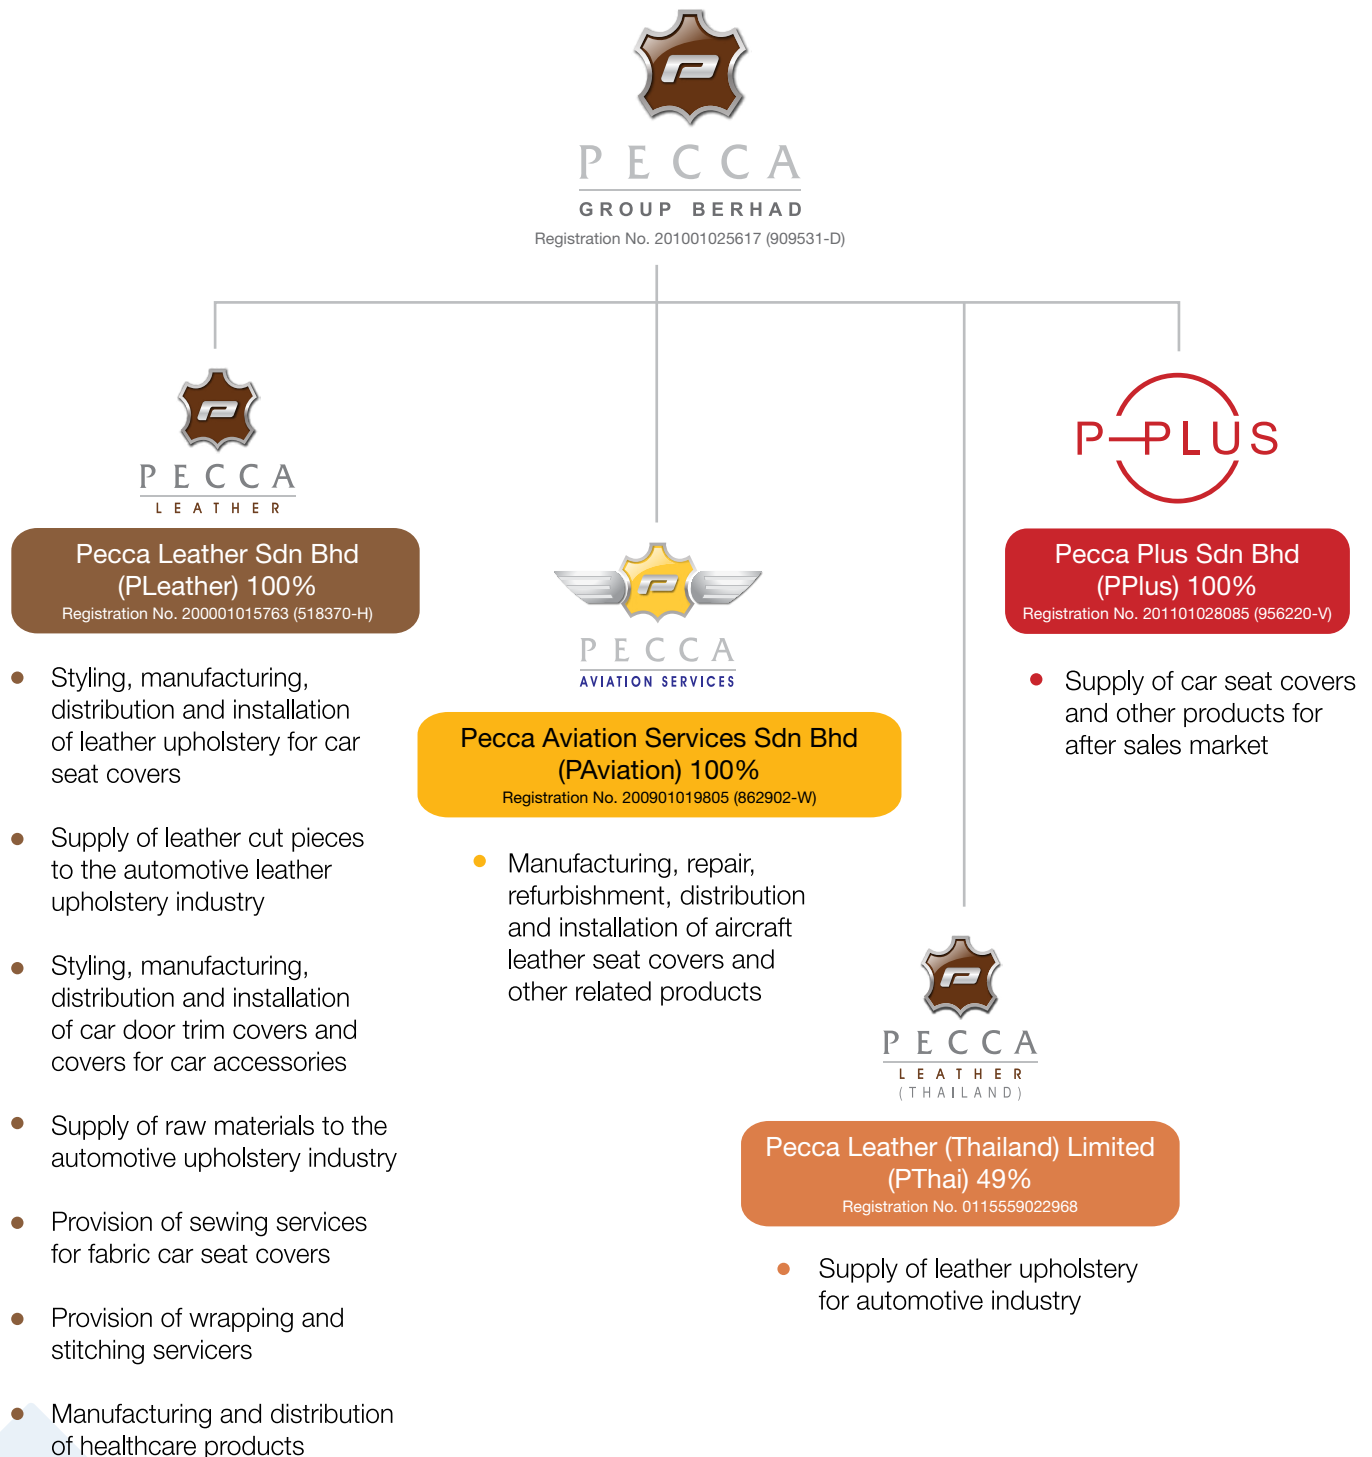 P E C C A
GROUP BERHAD
Registration No. 201001025617 (909531-D)
P E C C A
LEATHER
Pecca Leather Sdn Bhd
(PLeather) 100%
Registration No. 200001015763 (518370-H)
Styling, manufacturing,
distribution and installation
of leather upholstery for car
seat covers
Supply of leather cut pieces
to the automotive leather
upholstery industry
Styling, manufacturing,
distribution and installation
of car door trim covers and
covers for car accessories
Supply of raw materials to the
automotive upholstery industry
Provision of sewing services
for fabric car seat covers
Provision of wrapping and
stitching servicers
Manufacturing and distribution
of healthcare products
P E C C A
AVIATION SERVICES
Pecca Aviation Services Sdn Bhd
(PAviation) 100%
Registration No. 200901019805 (862902-W)
Manufacturing, repair,
refurbishment, distribution
and installation of aircraft
leather seat covers and
other related products
P E C C A
LEATHER
(THAILAND)
Pecca Leather (Thailand) Limited
(PThai) 49%
Registration No. 0115559022968
Supply of leather upholstery
for automotive industry
P-PLUS
Pecca Plus Sdn Bhd
(PPlus) 100%
Registration No. 201101028085 (956220-V)
Supply of car seat covers
and other products for
after sales market